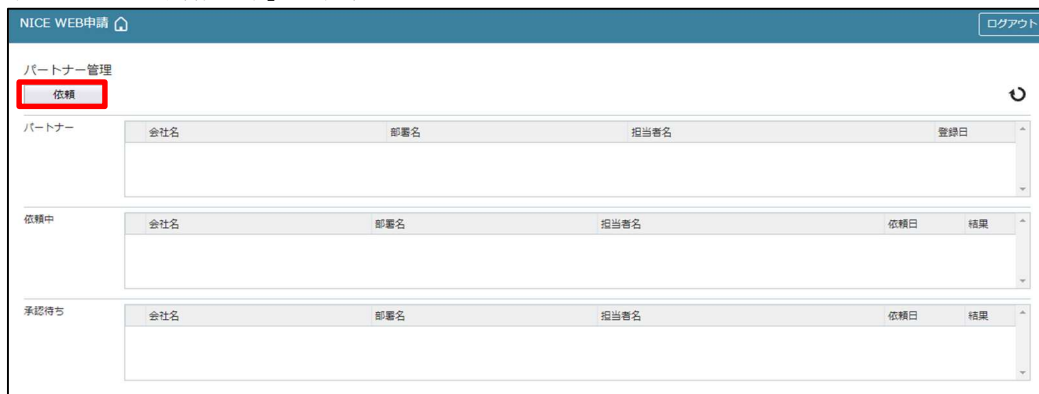 NICE WEB申請
ログアウト
パートナー管理
依頼
パートナー
会社名 部署名 担当者名 登録日
依頼中
会社名 部署名 担当者名 依頼日 結果
承認待ち
会社名 部署名 担当者名 依頼日 結果